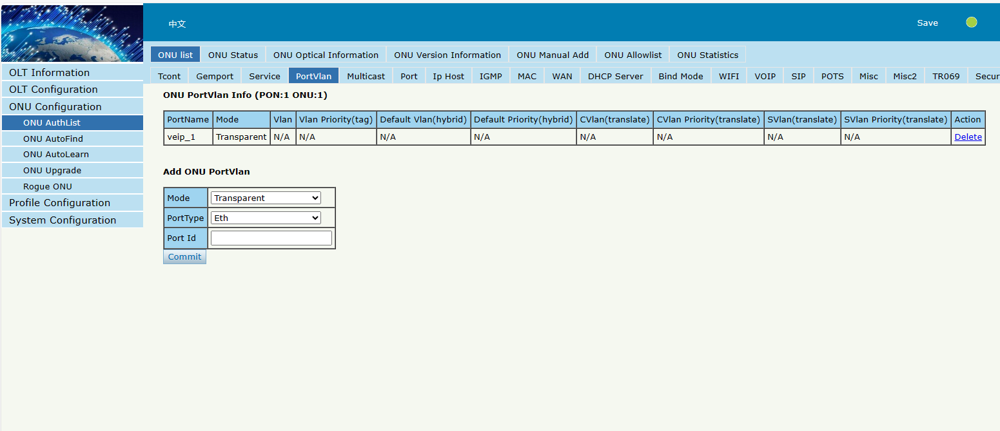 中文
Save
ONU list ONU Status ONU Optical Information ONU Version Information ONU Manual Add ONU Allowlist ONU Statistics
Tcont Gemport Service PortVlan Multicast Port Ip Host IGMP MAC WAN DHCP Server Bind Mode WIFI VOIP SIP POTS Misc Misc2 TR069 Secur
OLT Information
OLT Configuration
ONU Configuration
ONU AuthList
ONU AutoFind
ONU AutoLearn
ONU Upgrade
Rogue ONU
Profile Configuration
System Configuration
ONU PortVlan Info (PON:1 ONU:1)
PortName Mode Vlan Vlan Priority(tag) Default Vlan(hybrid) Default Priority(hybrid) CVlan(translate) CVlan Priority(translate) SVlan(translate) SVlan Priority(translate) Action
veip_1 Transparent N/A N/A N/A N/A N/A N/A N/A N/A Delete
Add ONU PortVlan
Mode Transparent
PortType Eth
Port Id
Commit